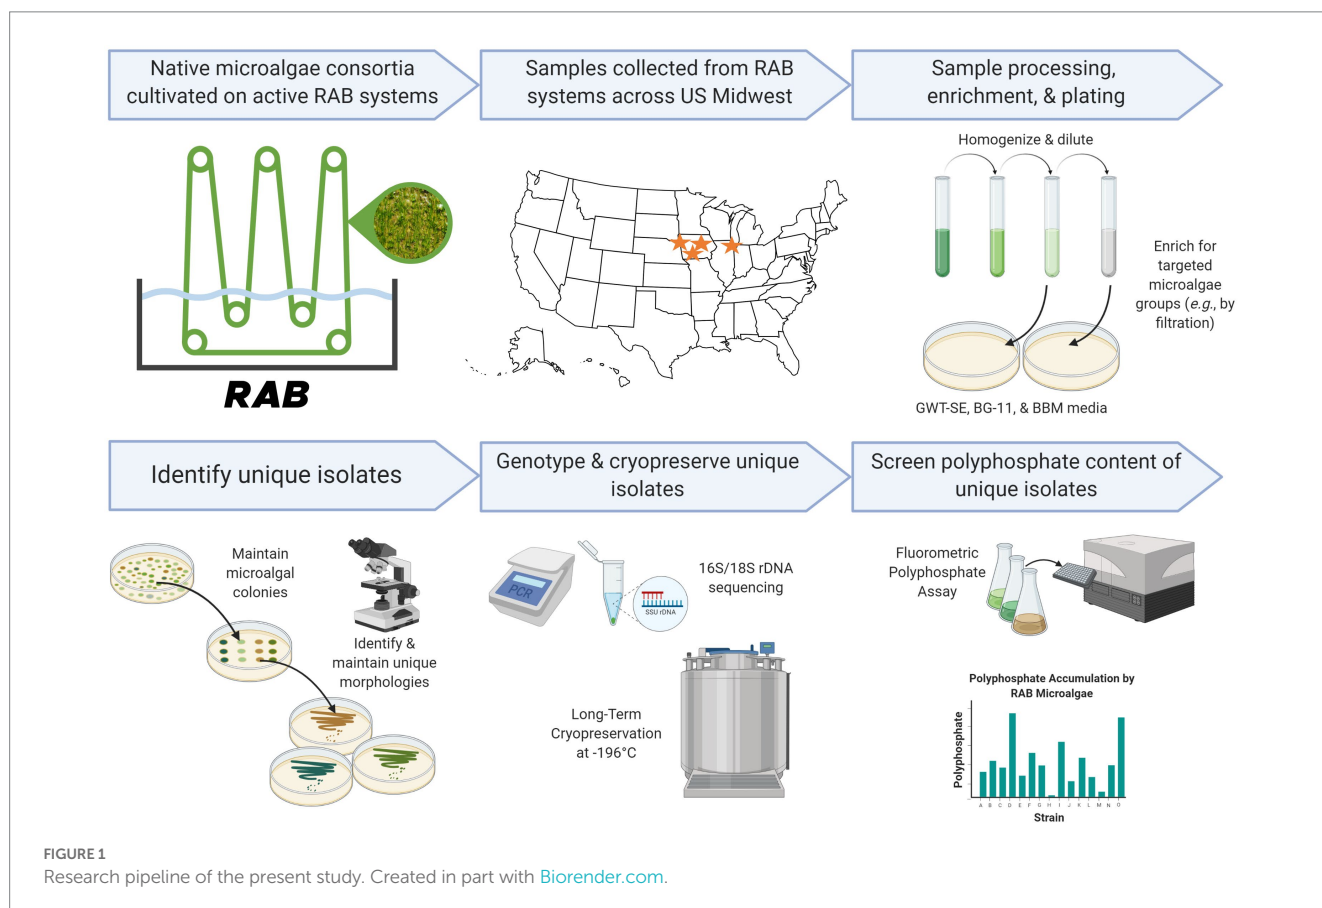 Native microalgae consortia
cultivated on active RAB systems
Samples collected from RAB
systems across US Midwest
Sample processing,
enrichment, & plating
RAB
Homogenize & dilute
Enrich for
targeted
microalgae
groups (e.g., by
filtration)
GWT-SE, BG-11, & BBM media
Identify unique isolates
Genotype & cryopreserve unique
isolates
Screen polyphosphate content of
unique isolates
Maintain
microalgal
colonies
Identify &
maintain unique
morphologies
PCR
SSU rDNA
16S/18S rDNA
sequencing
Long-Term
Cryopreservation
at -196°C
Fluorometric
Polyphosphate
Assay
Polyphosphate Accumulation by
RAB Microalgae
Polyphosphate
A B C D E F G H I J K L M N O
Strain
FIGURE 1
Research pipeline of the present study. Created in part with Biorender.com.